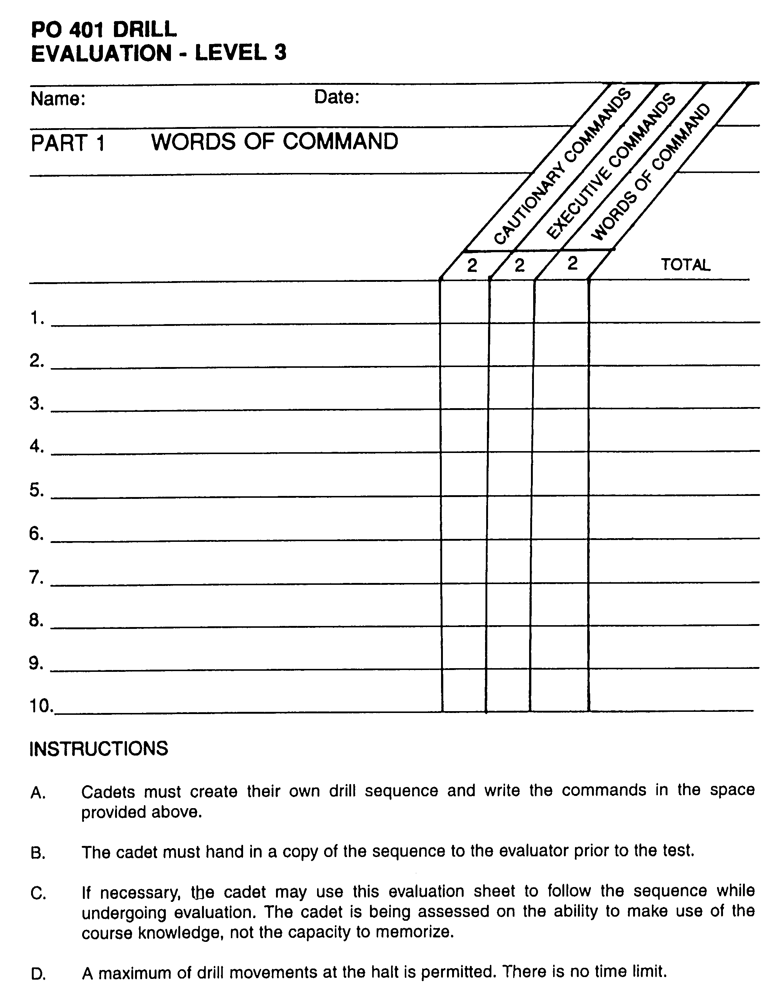 PO 401 DRILL
EVALUATION - LEVEL 3
Name: Date:
PART 1 WORDS OF COMMAND
CAUTIONARY COMMANDS
EXECUTIVE COMMANDS
WORDS OF COMMAND
2 2 2 TOTAL
1.
2.
3.
4.
5.
6.
7.
8.
9.
10.
INSTRUCTIONS
A. Cadets must create their own drill sequence and write the commands in the space
provided above.
B. The cadet must hand in a copy of the sequence to the evaluator prior to the test.
C. If necessary, the cadet may use this evaluation sheet to follow the sequence while
undergoing evaluation. The cadet is being assessed on the ability to make use of the
course knowledge, not the capacity to memorize.
D. A maximum of drill movements at the halt is permitted. There is no time limit.